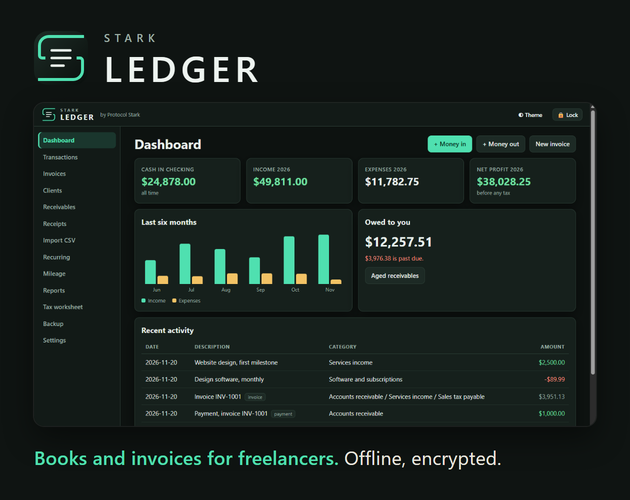 STARK
LEDGER
STARK
LEDGER
by Protocol Stark
Theme
Lock
Dashboard
Transactions
Invoices
Clients
Receivables
Receipts
Import CSV
Recurring
Mileage
Reports
Tax worksheet
Backup
Settings
Dashboard
+ Money in
+ Money out
New invoice
CASH IN CHECKING
$24,878.00
all time
INCOME 2026
$49,811.00
EXPENSES 2026
$11,782.75
NET PROFIT 2026
$38,028.25
before any tax
Last six months
Jun Jul Aug Sep Oct Nov
Income Expenses
Owed to you
$12,257.51
$3,976.38 is past due.
Aged receivables
Recent activity
DATE DESCRIPTION CATEGORY AMOUNT
2026-11-20 Website design, first milestone Services income $2,500.00
2026-11-20 Design software, monthly Software and subscriptions -$89.99
2026-11-20 Invoice INV-1001 invoice Accounts receivable / Services income / Sales tax payable $3,951.13
2026-11-20 Payment, invoice INV-1001 payment Accounts receivable $1,000.00
Books and invoices for freelancers. Offline, encrypted.